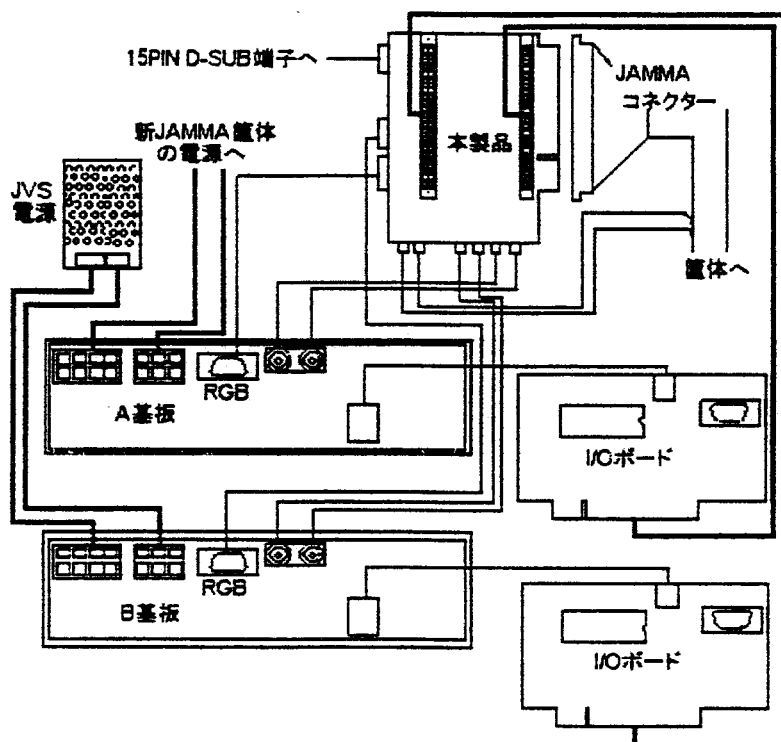 15PIN D-SUB端子へ
JAMMA
コネクター
新JAMMA筐体
の電源へ
本製品
JVS
電源
筐体へ
RGB
A基板
I/Oボード
RGB
B基板
I/Oボード